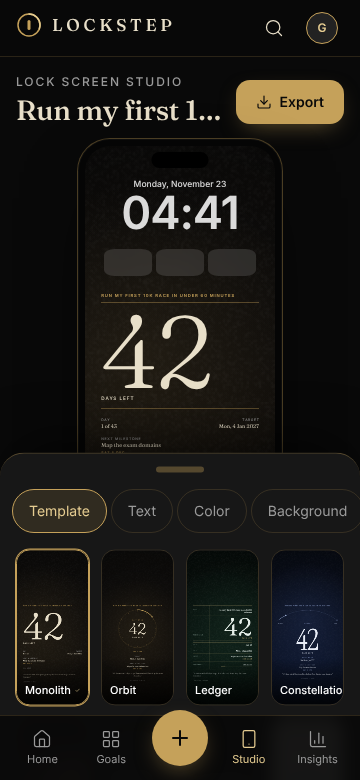 LOCKSTEP
G
LOCK SCREEN STUDIO
Run my first 1...
Export
Monday, November 23
04:41
RUN MY FIRST 10K RACE IN UNDER 60 MINUTES
42
DAYS LEFT
DAY
TARGET
1 of 43
Mon, 4 Jan 2027
NEXT MILESTONE
Map the exam domains
Template
Text
Color
Background
42
42
42
42
Monolith
Orbit
Ledger
Constellatio
Home
Goals
Studio
Insights